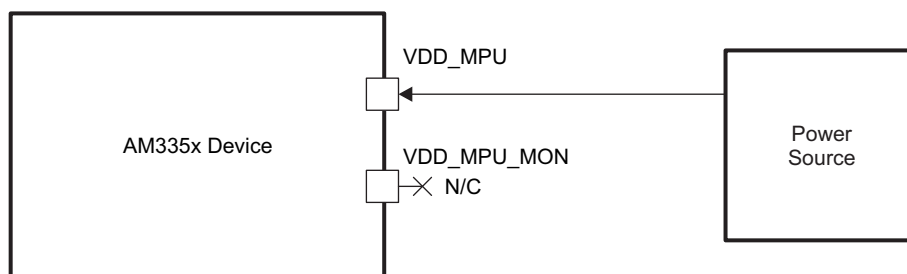 VDD_MPU
AM335x Device
Power
Source
VDD_MPU_MON
N/C